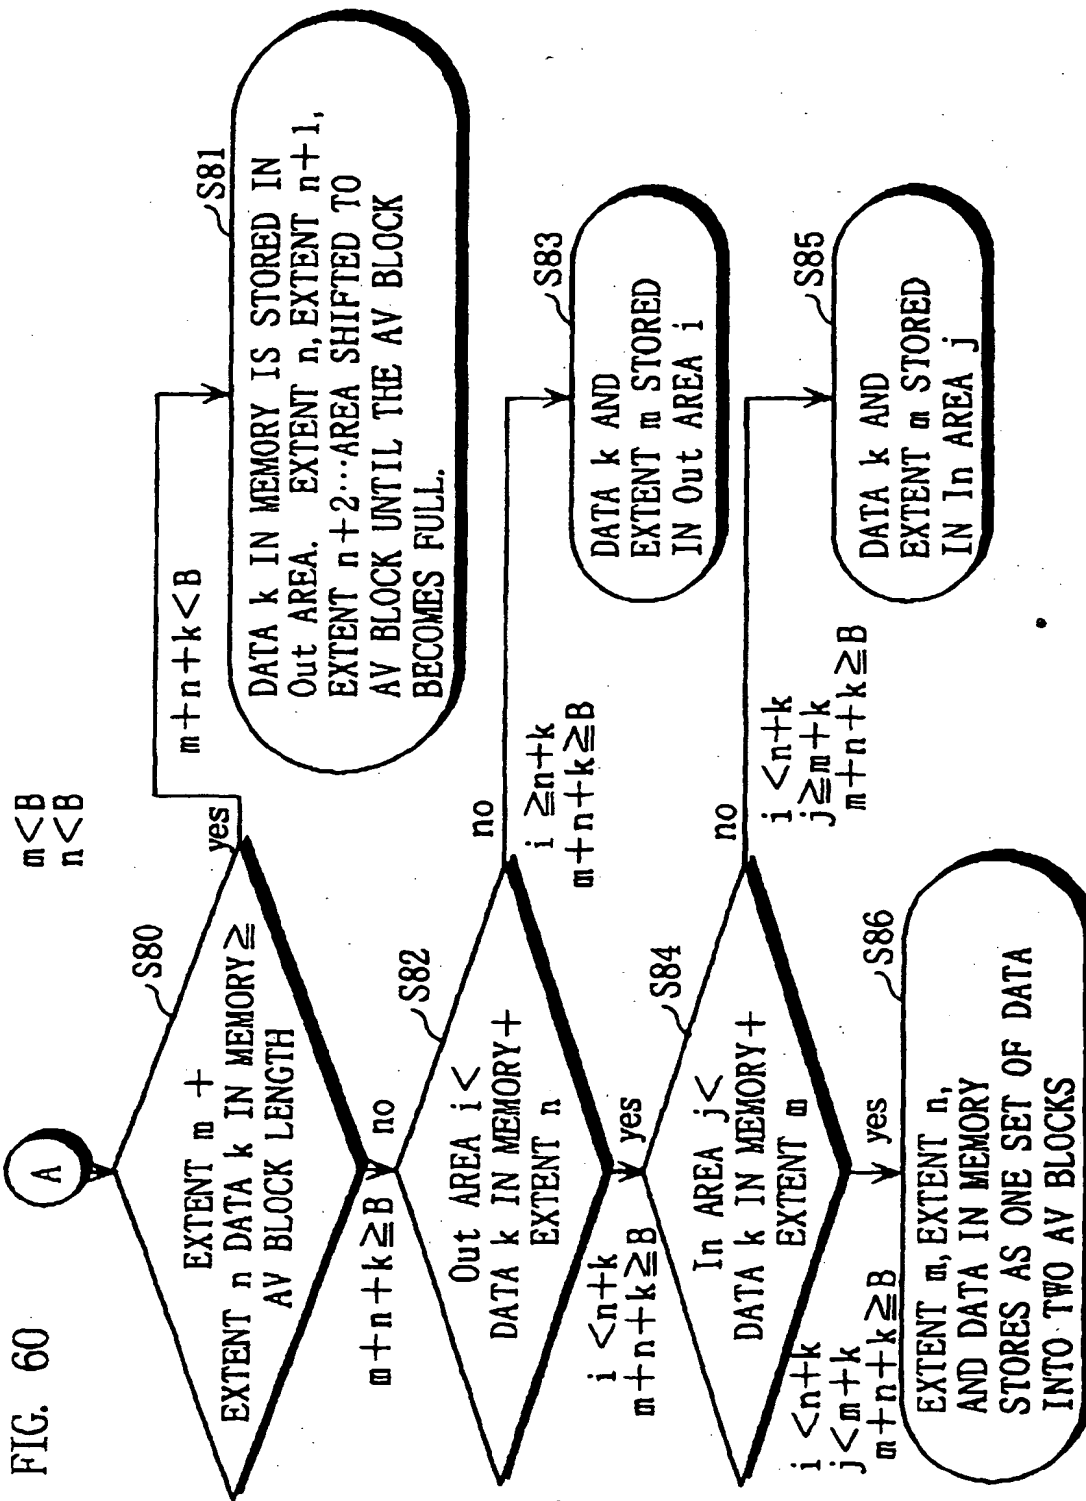 FIG. 60
A
m<B
n<B
S80
EXTENT m +
EXTENT n DATA k IN MEMORY≧
AV BLOCK LENGTH
yes
m+n+k<B
S81
DATA k IN MEMORY IS STORED IN
Out AREA. EXTENT n, EXTENT n+1,
EXTENT n+2···AREA SHIFTED TO
AV BLOCK UNTIL THE AV BLOCK
BECOMES FULL.
no
m+n+k≧B
S82
Out AREA i<
DATA k IN MEMORY+
EXTENT n
no
i ≧n+k
m+n+k≧B
S83
DATA k AND
EXTENT m STORED
IN Out AREA i
yes
i <n+k
m+n+k≧B
S84
In AREA j<
DATA k IN MEMORY+
EXTENT m
no
i <n+k
j≧m+k
m+n+k≧B
S85
DATA k AND
EXTENT m STORED
IN In AREA j
yes
i <n+k
j<m+k
m+n+k≧B
S86
EXTENT m, EXTENT n,
AND DATA IN MEMORY
STORES AS ONE SET OF DATA
INTO TWO AV BLOCKS